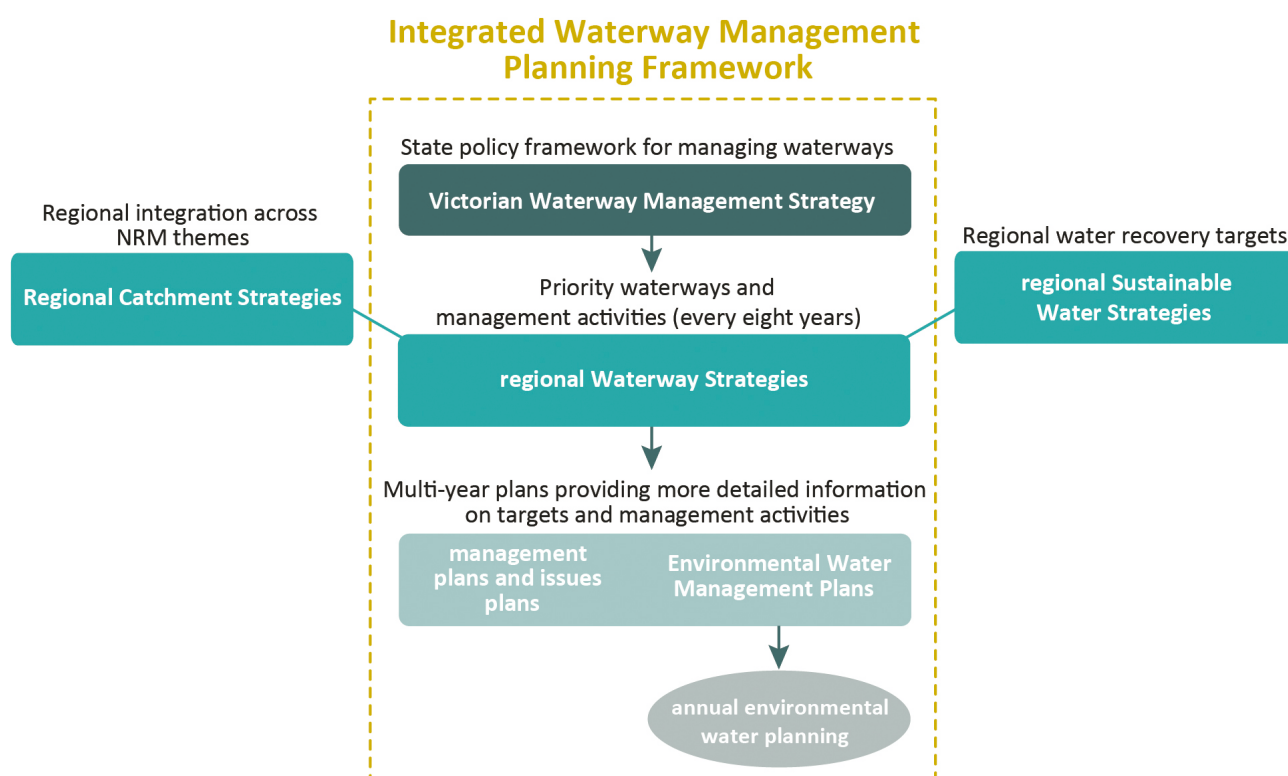 Integrated Waterway Management
Planning Framework
State policy framework for managing waterways
Victorian Waterway Management Strategy
Regional integration across
NRM themes
Regional Catchment Strategies
Regional water recovery targets
regional Sustainable
Water Strategies
Priority waterways and
management activities (every eight years)
regional Waterway Strategies
Multi-year plans providing more detailed information
on targets and management activities
management
plans and issues
plans
Environmental Water
Management Plans
annual environmental
water planning